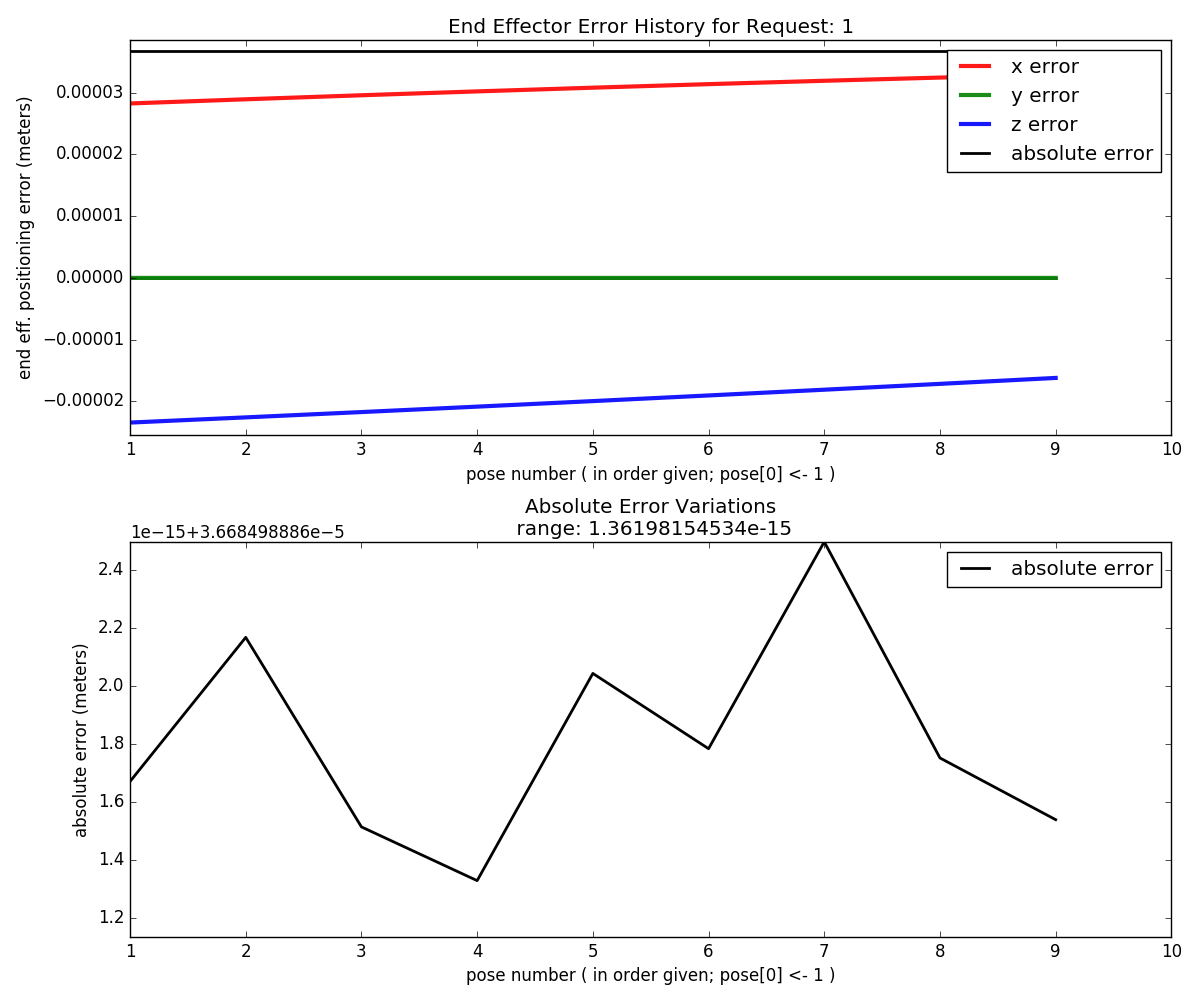 End Effector Error History for Request: 1
end eff. positioning error (meters)
0.00003
0.00002
0.00001
0.00000
−0.00001
−0.00002
x error
y error
z error
absolute error
1 2 3 4 5 6 7 8 9 10
pose number ( in order given; pose[0] <- 1 )
Absolute Error Variations
range: 1.36198154534e-15
1e−15+3.668498886e−5
absolute error (meters)
2.4
2.2
2.0
1.8
1.6
1.4
1.2
absolute error
1 2 3 4 5 6 7 8 9 10
pose number ( in order given; pose[0] <- 1 )